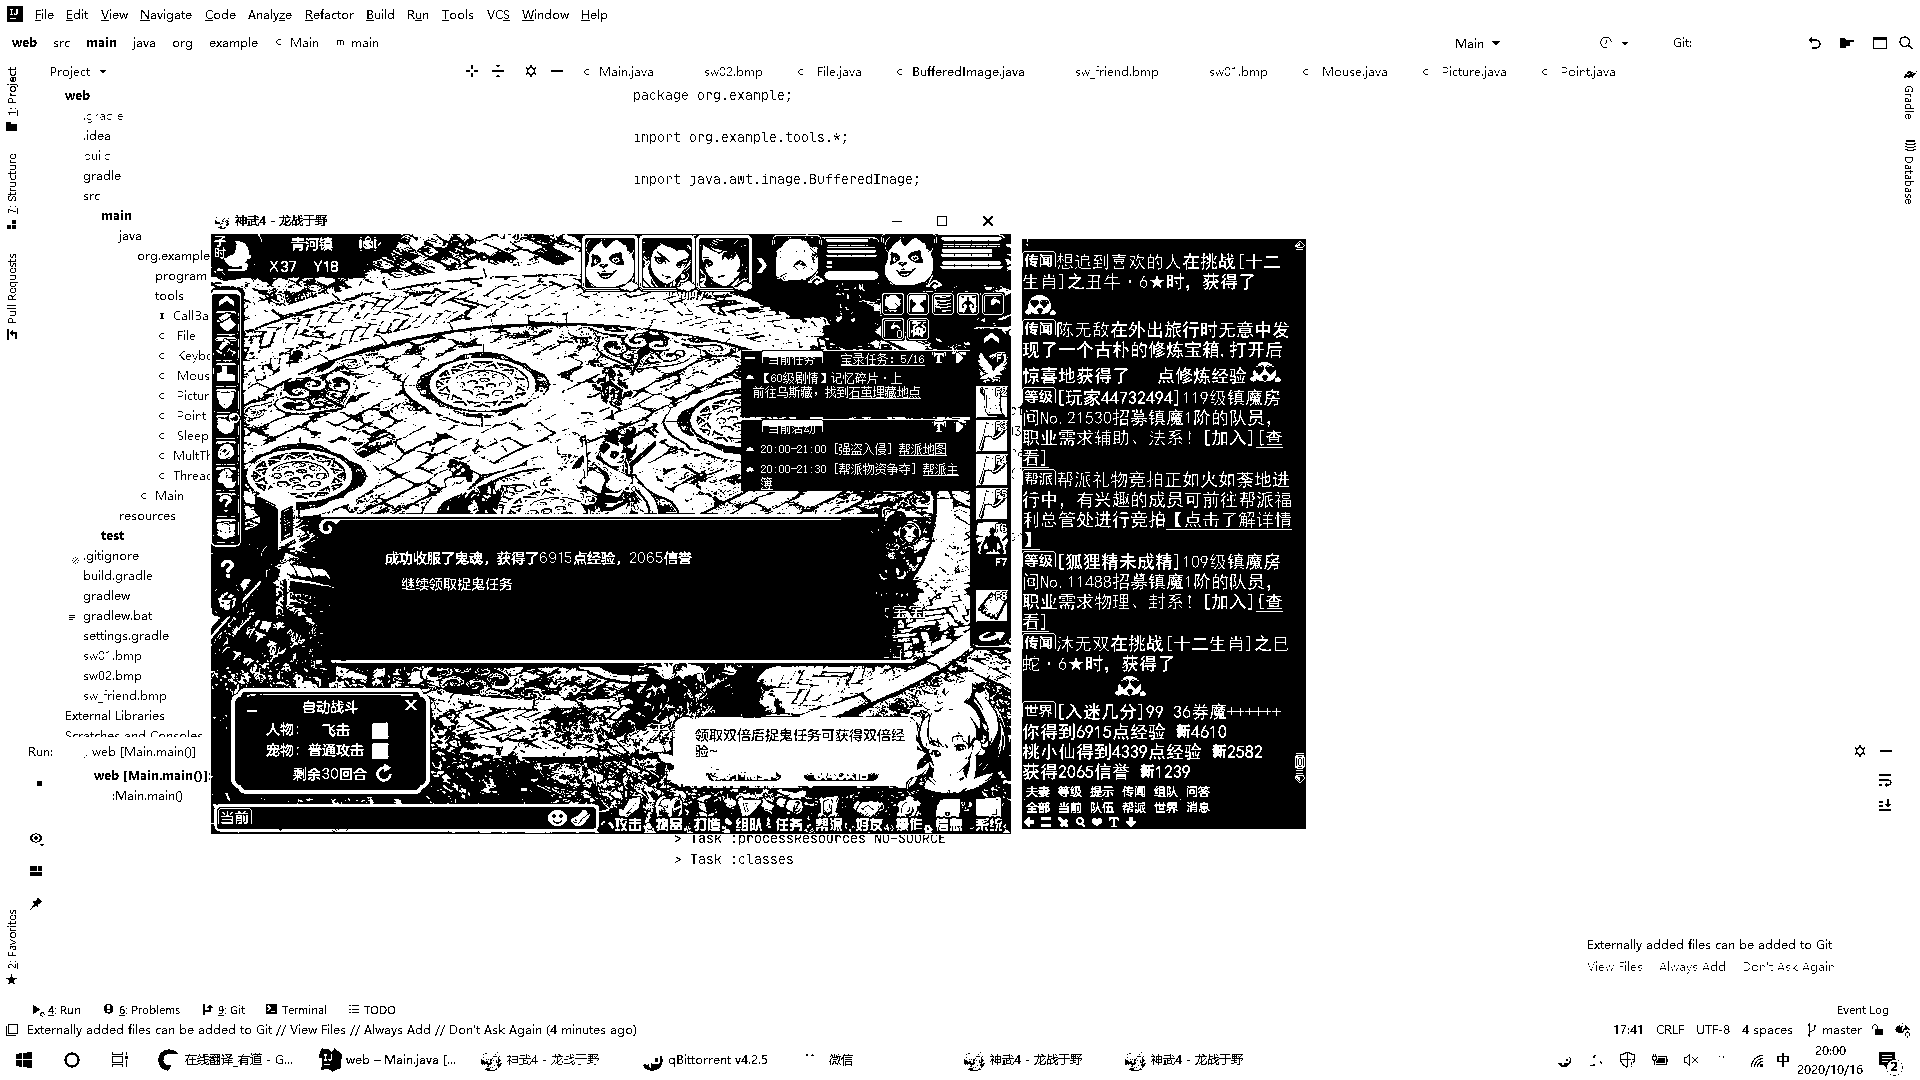 File Edit View Navigate Code Analyze Refactor Build Run Tools VCS Window Help
web src main java org example Main main
Main Git:
Project
Main.java sw02.bmp File.java BufferedImage.java sw_friend.bmp sw01.bmp Mouse.java Picture.java Point.java
1: Project
7: Structure
Pull Requests
2: Favorites
Gradle
Database
web
.gradle
.idea
build
gradle
src
main
java
org.example
program
tools
CallBa
File
Keybo
Mous
Pictur
Point
Sleep
MultTh
Threa
Main
resources
test
.gitignore
build.gradle
gradlew
gradlew.bat
settings.gradle
sw01.bmp
sw02.bmp
sw_friend.bmp
External Libraries
Scratches and Consoles
package org.example;
import org.example.tools.*;
import java.awt.image.BufferedImage;
神武4 - 龙战于野
子时
青河镇
X37 Y18
当前任务 宝录任务: 5/16
【60级剧情】记忆碎片·上
前往乌斯藏, 找到石堇埋藏地点
当前活动
20:00-21:00 [强盗入侵] 帮派地图
20:00-21:30 [帮派物资争夺] 帮派主
簿
F6
F7
F8
成功收服了鬼魂，获得了6915点经验，2065信誉
继续领取捉鬼任务
宝宝
自动战斗
人物: 飞击
宠物: 普通攻击
剩余30回合
领取双倍后捉鬼任务可获得双倍经
验~
当前
攻击 物品 打造 组队 任务 帮派 好友 操作 信息 系统
传闻 想追到喜欢的人在挑战[十二
生肖]之丑牛·6★时，获得了
传闻 陈无敌在外出旅行时无意中发
现了一个古朴的修炼宝箱,打开后
惊喜地获得了 点修炼经验
等级 [玩家44732494]119级镇魔房
间No.21530招募镇魔1阶的队员，
职业需求辅助、法系! [加入][查
看]
帮派 帮派礼物竞拍正如火如荼地进
行中，有兴趣的成员可前往帮派福
利总管处进行竞拍【点击了解详情
】
等级 [狐狸精未成精]109级镇魔房
间No.11488招募镇魔1阶的队员，
职业需求物理、封系! [加入][查
看]
传闻 沐无双在挑战[十二生肖]之巳
蛇·6★时，获得了
世界 [入迷几分]99 36券魔++++++
你得到6915点经验 新4610
桃小仙得到4339点经验 新2582
获得2065信誉 新1239
夫妻 等级 提示 传闻 组队 问答
全部 当前 队伍 帮派 世界 消息
Run: web [Main.main()]
web [Main.main()]:
:Main.main()
> Task :processResources NO-SOURCE
> Task :classes
Externally added files can be added to Git
View Files Always Add Don't Ask Again
4: Run 6: Problems 9: Git Terminal TODO Event Log
Externally added files can be added to Git // View Files // Always Add // Don't Ask Again (4 minutes ago)
17:41 CRLF UTF-8 4 spaces master
在线翻译_有道 - G... web – Main.java [... 神武4 - 龙战于野 qBittorrent v4.2.5 微信 神武4 - 龙战于野 神武4 - 龙战于野
中
20:00
2020/10/16
2